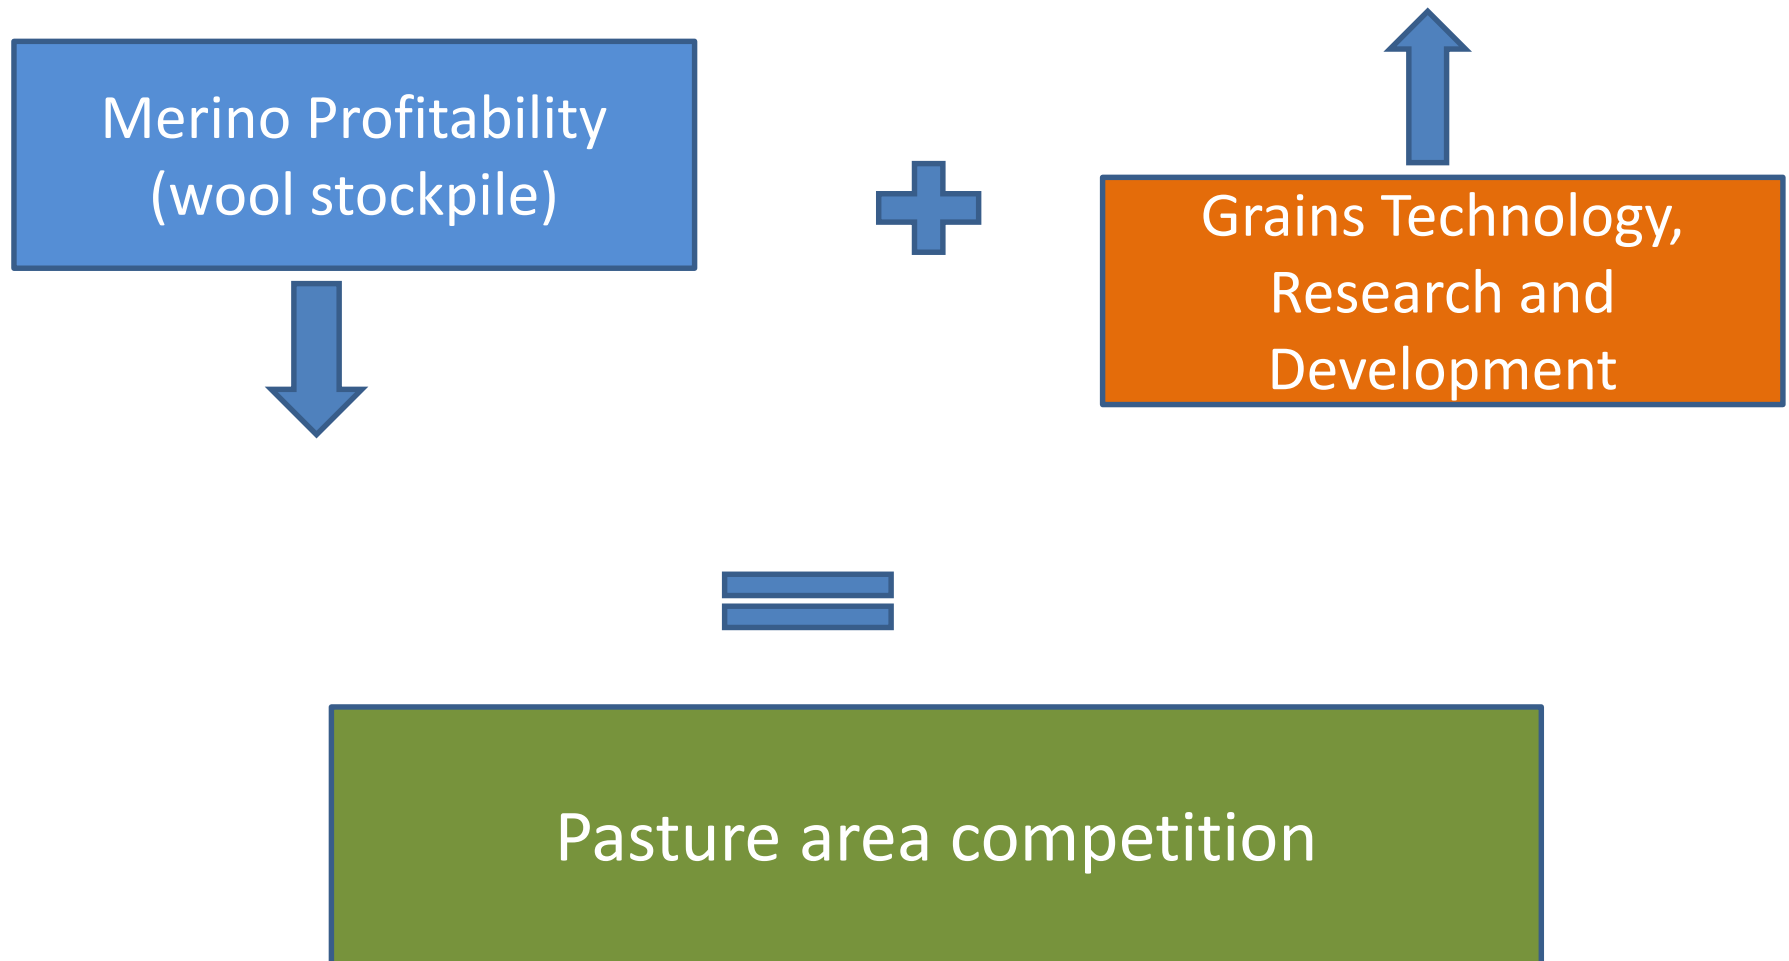 Merino Profitability
(wool stockpile)
Grains Technology,
Research and
Development
Pasture area competition